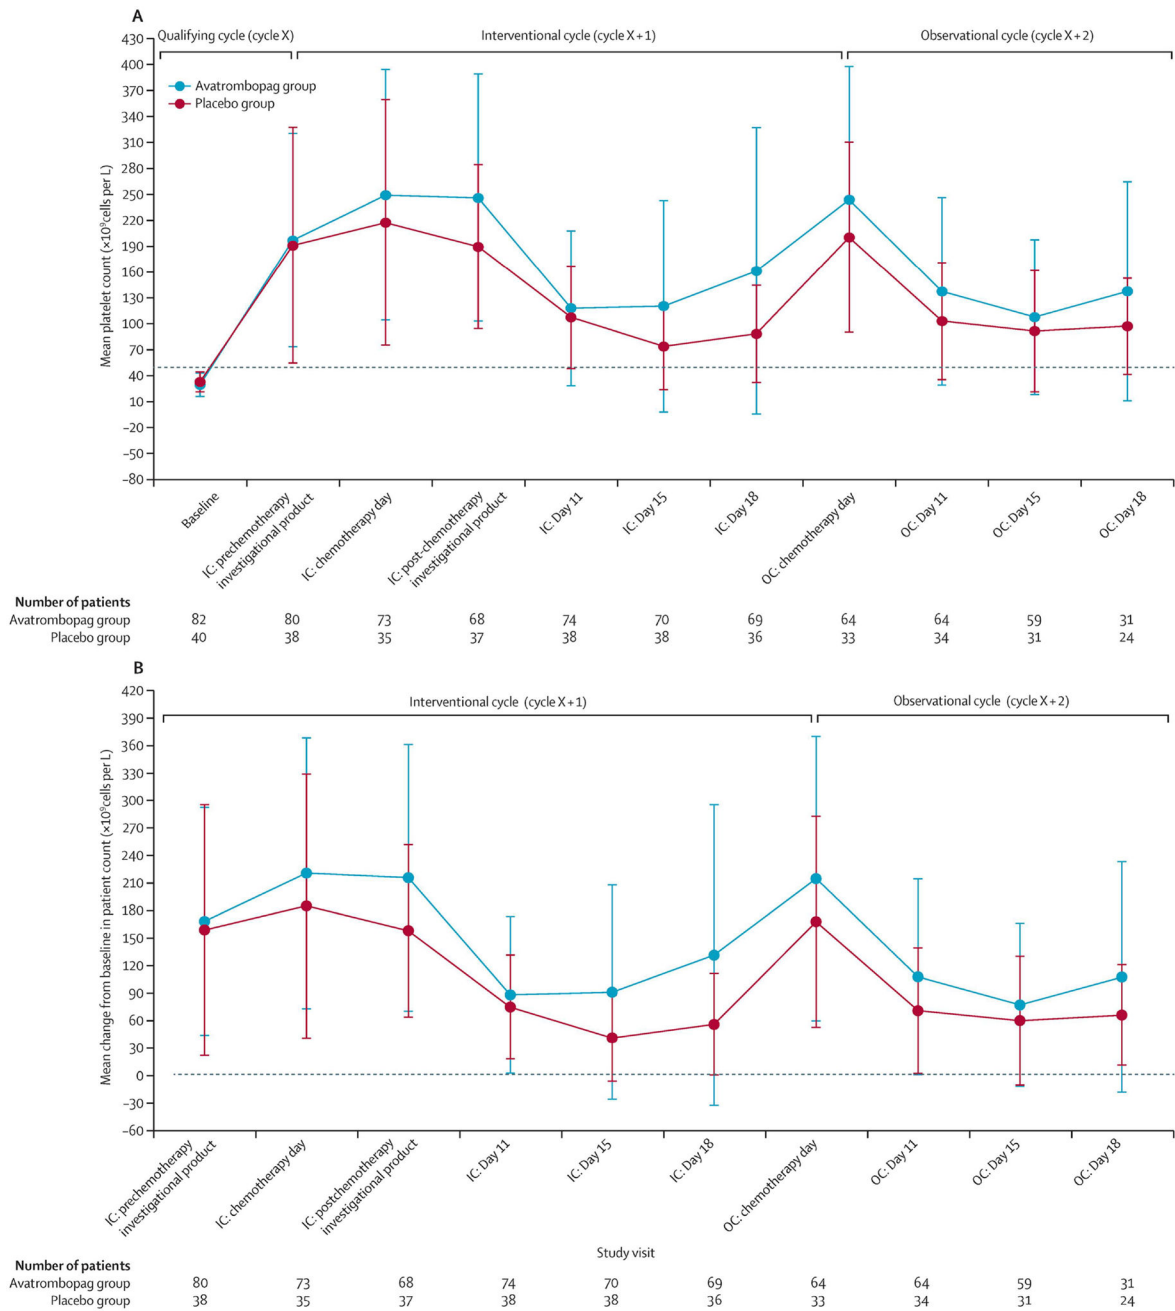 A
Qualifying cycle (cycle X)
Interventional cycle (cycle X+1)
Observational cycle (cycle X+2)
Avatrombopag group
Placebo group
Mean platelet count (×10⁹cells per L)
430
400
370
340
310
280
250
220
190
160
130
100
70
40
10
–20
–50
–80
Baseline
IC: prechemotherapy
investigational product
IC: chemotherapy day
IC: post-chemotherapy
investigational product
IC: Day 11
IC: Day 15
IC: Day 18
OC: chemotherapy day
OC: Day 11
OC: Day 15
OC: Day 18
Number of patients
Avatrombopag group 82 80 73 68 74 70 69 64 64 59 31
Placebo group 40 38 35 37 38 38 36 33 34 31 24
B
Interventional cycle (cycle X+1)
Observational cycle (cycle X+2)
Mean change from baseline in patient count (×10⁹cells per L)
420
390
360
330
300
270
240
210
180
150
120
90
60
30
0
–30
–60
IC: prechemotherapy
investigational product
IC: chemotherapy day
IC: postchemotherapy
investigational product
IC: Day 11
IC: Day 15
IC: Day 18
OC: chemotherapy day
OC: Day 11
OC: Day 15
OC: Day 18
Study visit
Number of patients
Avatrombopag group 80 73 68 74 70 69 64 64 59 31
Placebo group 38 35 37 38 38 36 33 34 31 24